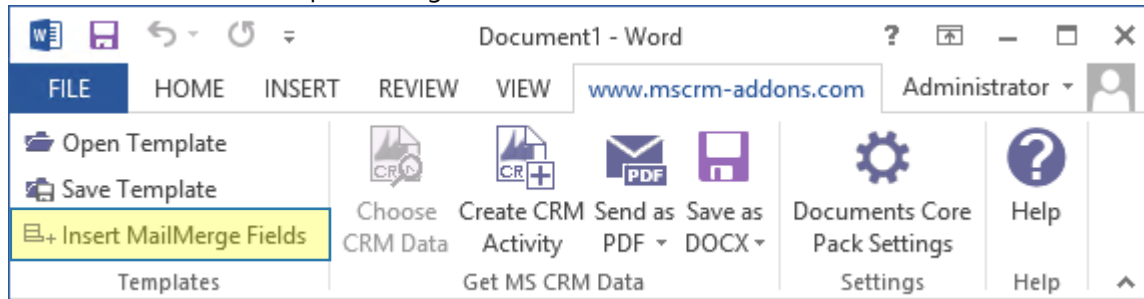 Document1 - Word ?
FILE HOME INSERT REVIEW VIEW www.mscrm-addons.com Administrator
Open Template
Save Template
Insert MailMerge Fields
Choose CRM Data
Create CRM Activity
Send as PDF
Save as DOCX
Documents Core Pack Settings
Help
Templates Get MS CRM Data Settings Help